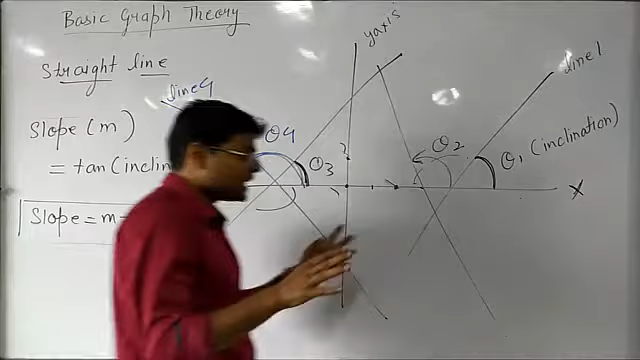 Basic Graph Theory
Straight line
Slope (m)
= tan(inclin
Slope = m
line 4
θ4
θ3
y axis
2
θ2
line 1
θ1 (inclination)
X